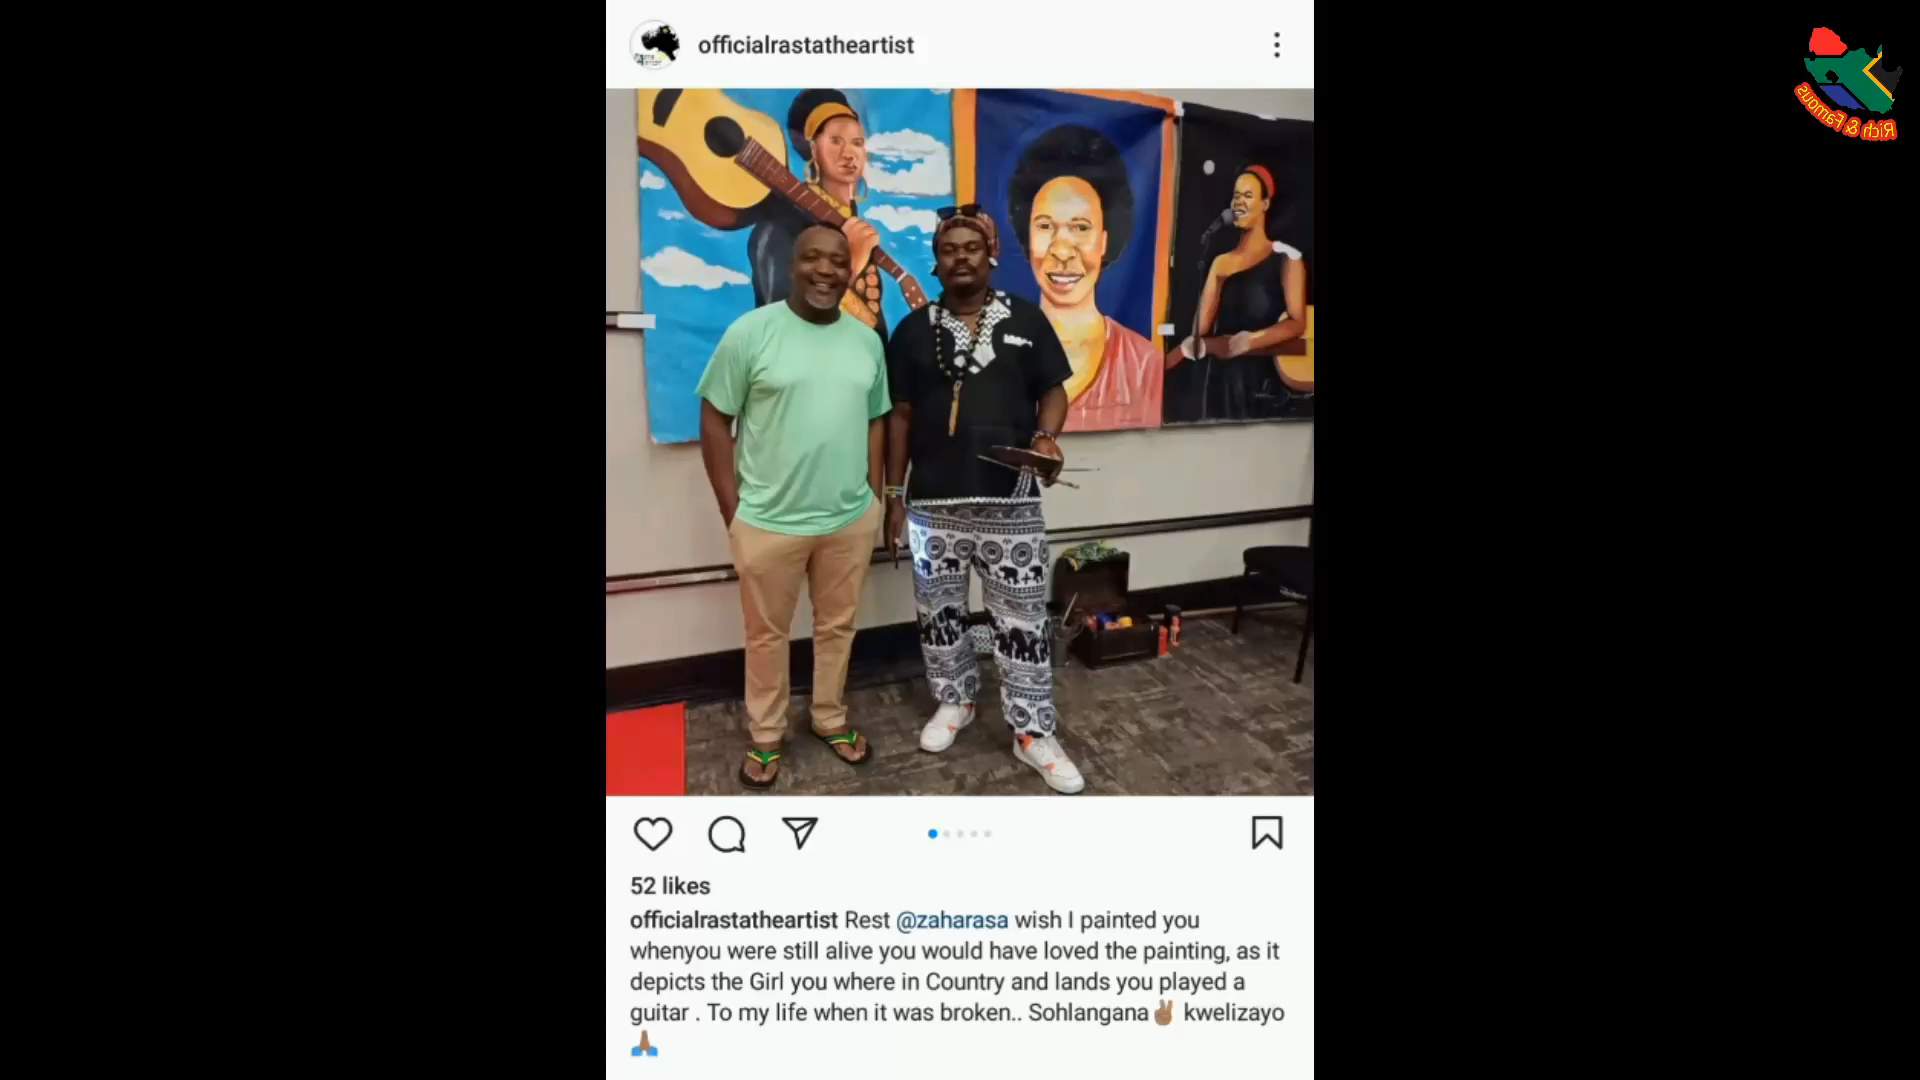 officialrastatheartist
Rich & Famous
52 likes
officialrastatheartist Rest @zaharasa wish I painted you
whenyou were still alive you would have loved the painting, as it
depicts the Girl you where in Country and lands you played a
guitar . To my life when it was broken.. Sohlangana✌🏾 kwelizayo
🙏🏾